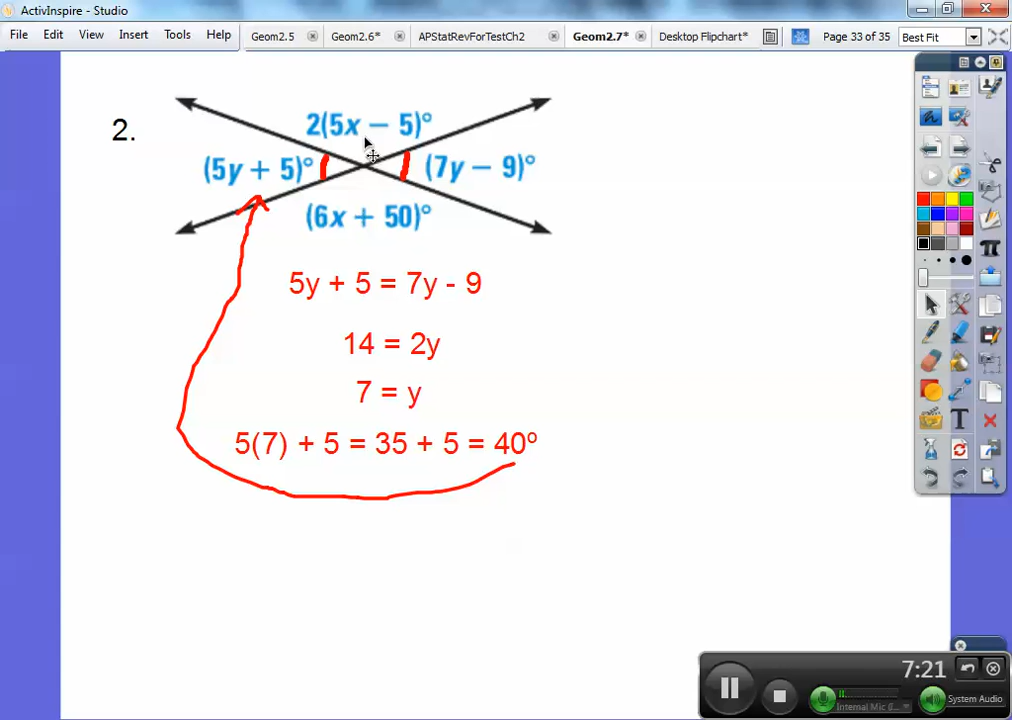 ActivInspire - Studio
File Edit View Insert Tools Help Geom2.5 Geom2.6* APStatRevForTestCh2 Geom2.7* Desktop Flipchart* Page 33 of 35 Best Fit
2.
2(5x − 5)°
(5y + 5)° (7y − 9)°
(6x + 50)°
5y + 5 = 7y - 9
14 = 2y
7 = y
5(7) + 5 = 35 + 5 = 40º
7:21
Internal Mic (I... System Audio